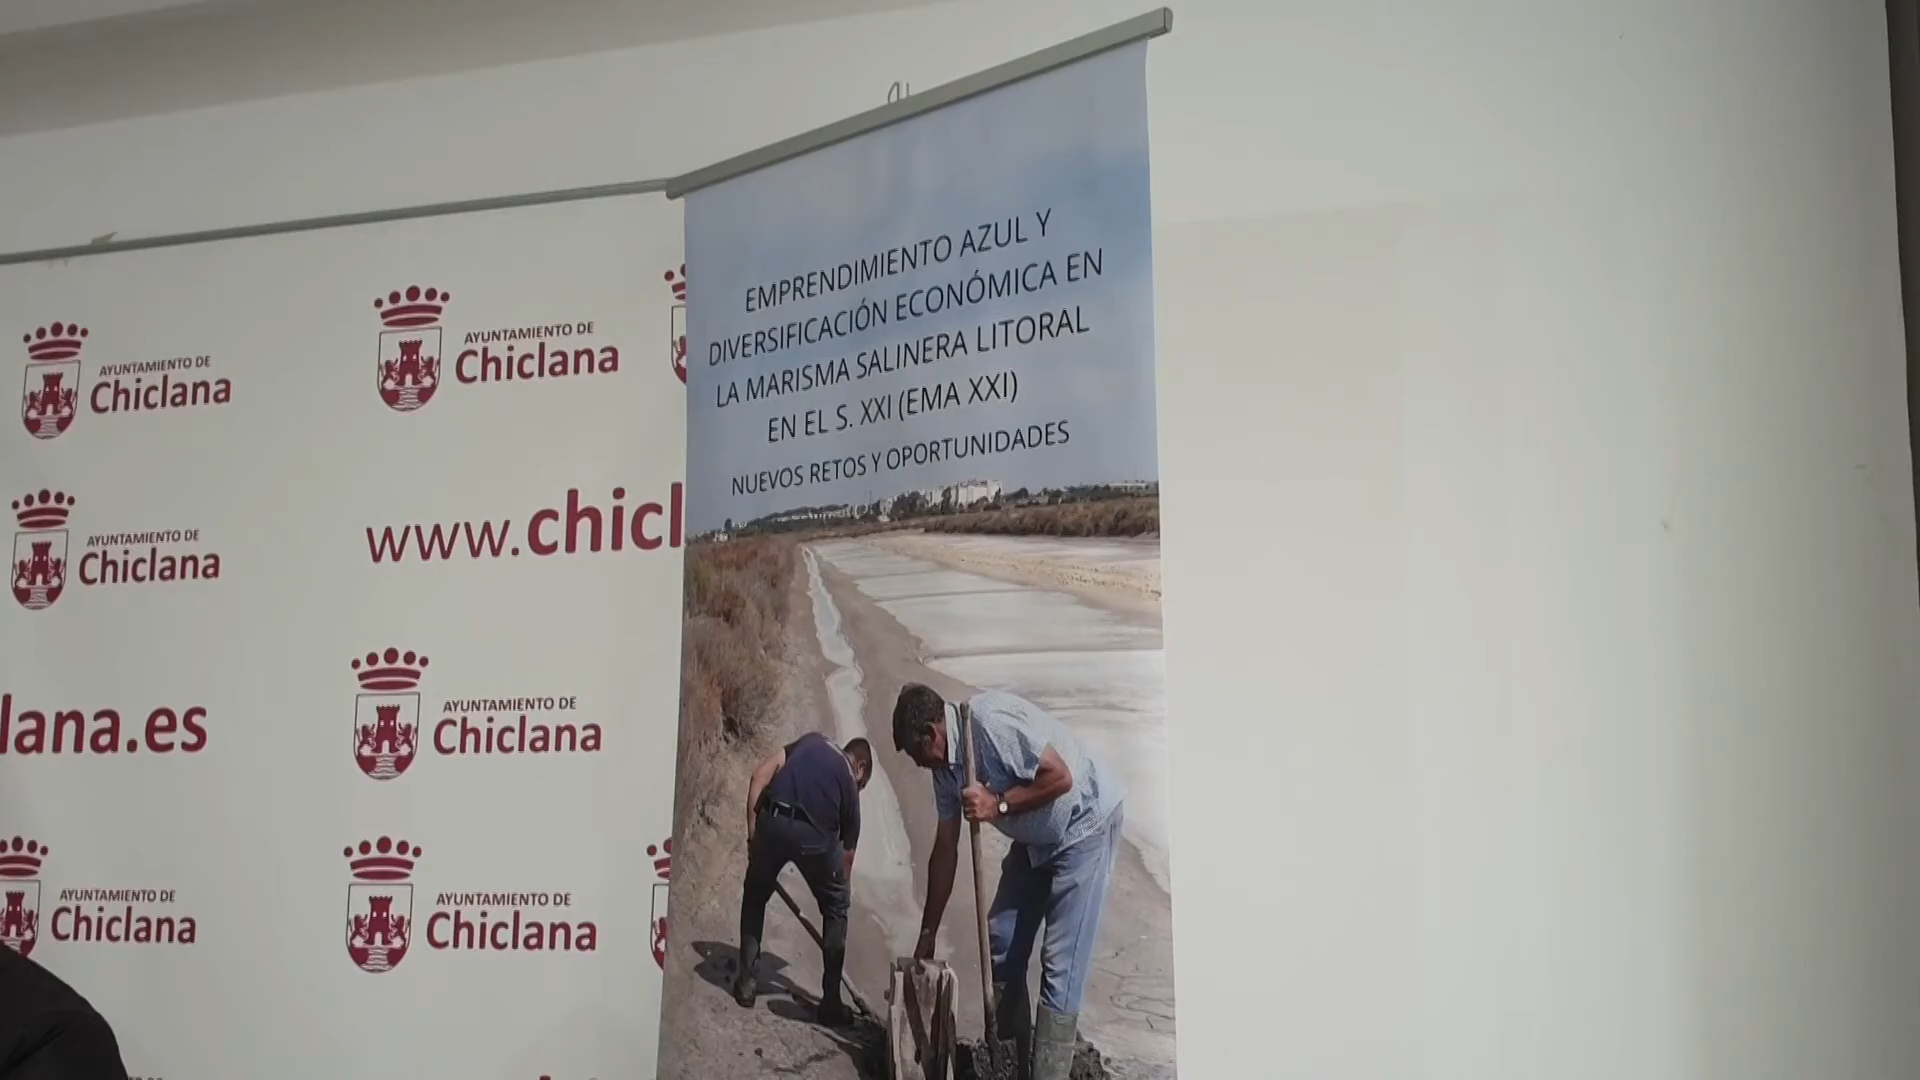 EMPRENDIMIENTO AZUL Y
DIVERSIFICACIÓN ECONÓMICA EN
LA MARISMA SALINERA LITORAL
EN EL S. XXI (EMA XXI)
NUEVOS RETOS Y OPORTUNIDADES
AYUNTAMIENTO DE
Chiclana
AYUNTAMIENTO DE
Chiclana
AYUNTAMIENTO DE
Chiclana
www.chicl
lana.es
AYUNTAMIENTO DE
Chiclana
AYUNTAMIENTO DE
Chiclana
AYUNTAMIENTO DE
Chiclana